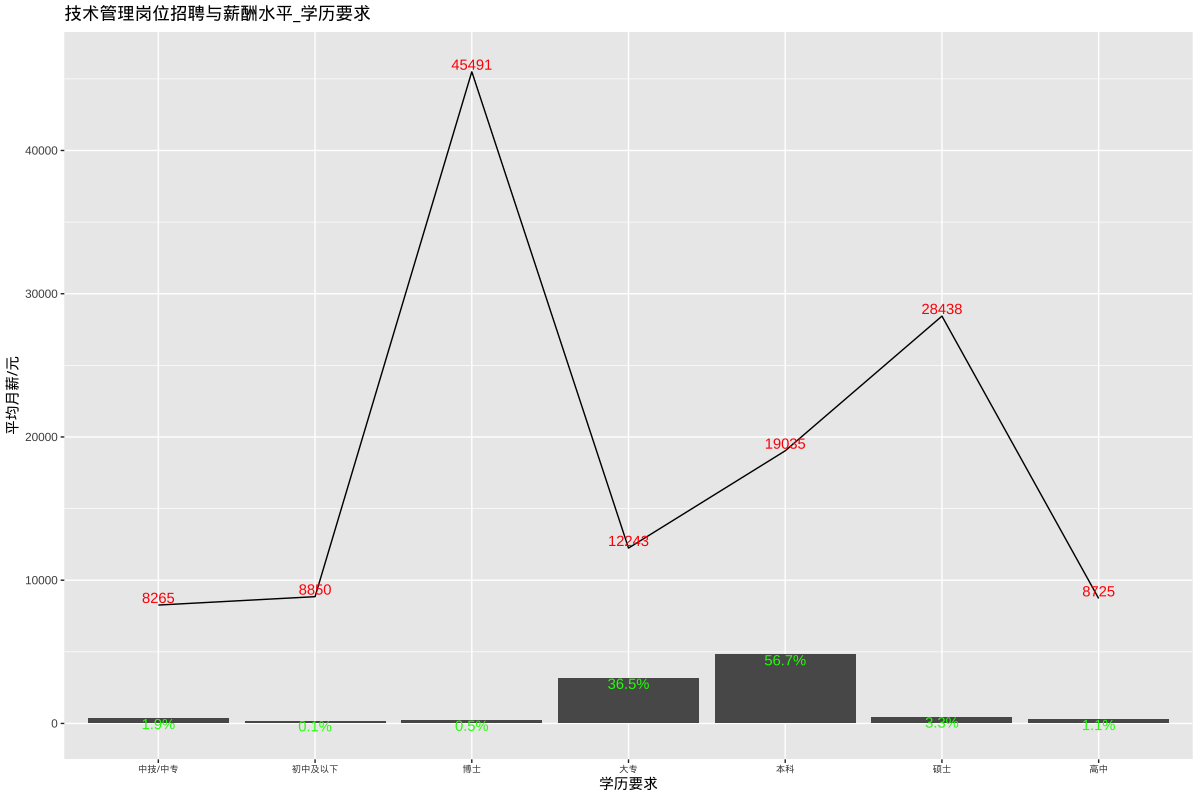 技术管理岗位招聘与薪酬水平_学历要求
45491
40000
30000
28438
平均月薪/元
20000
19035
12243
10000
8265
8850
8725
56.7%
36.5%
0
1.9%
0.1%
0.5%
3.3%
1.1%
中技/中专
初中及以下
博士
大专
本科
硕士
高中
学历要求